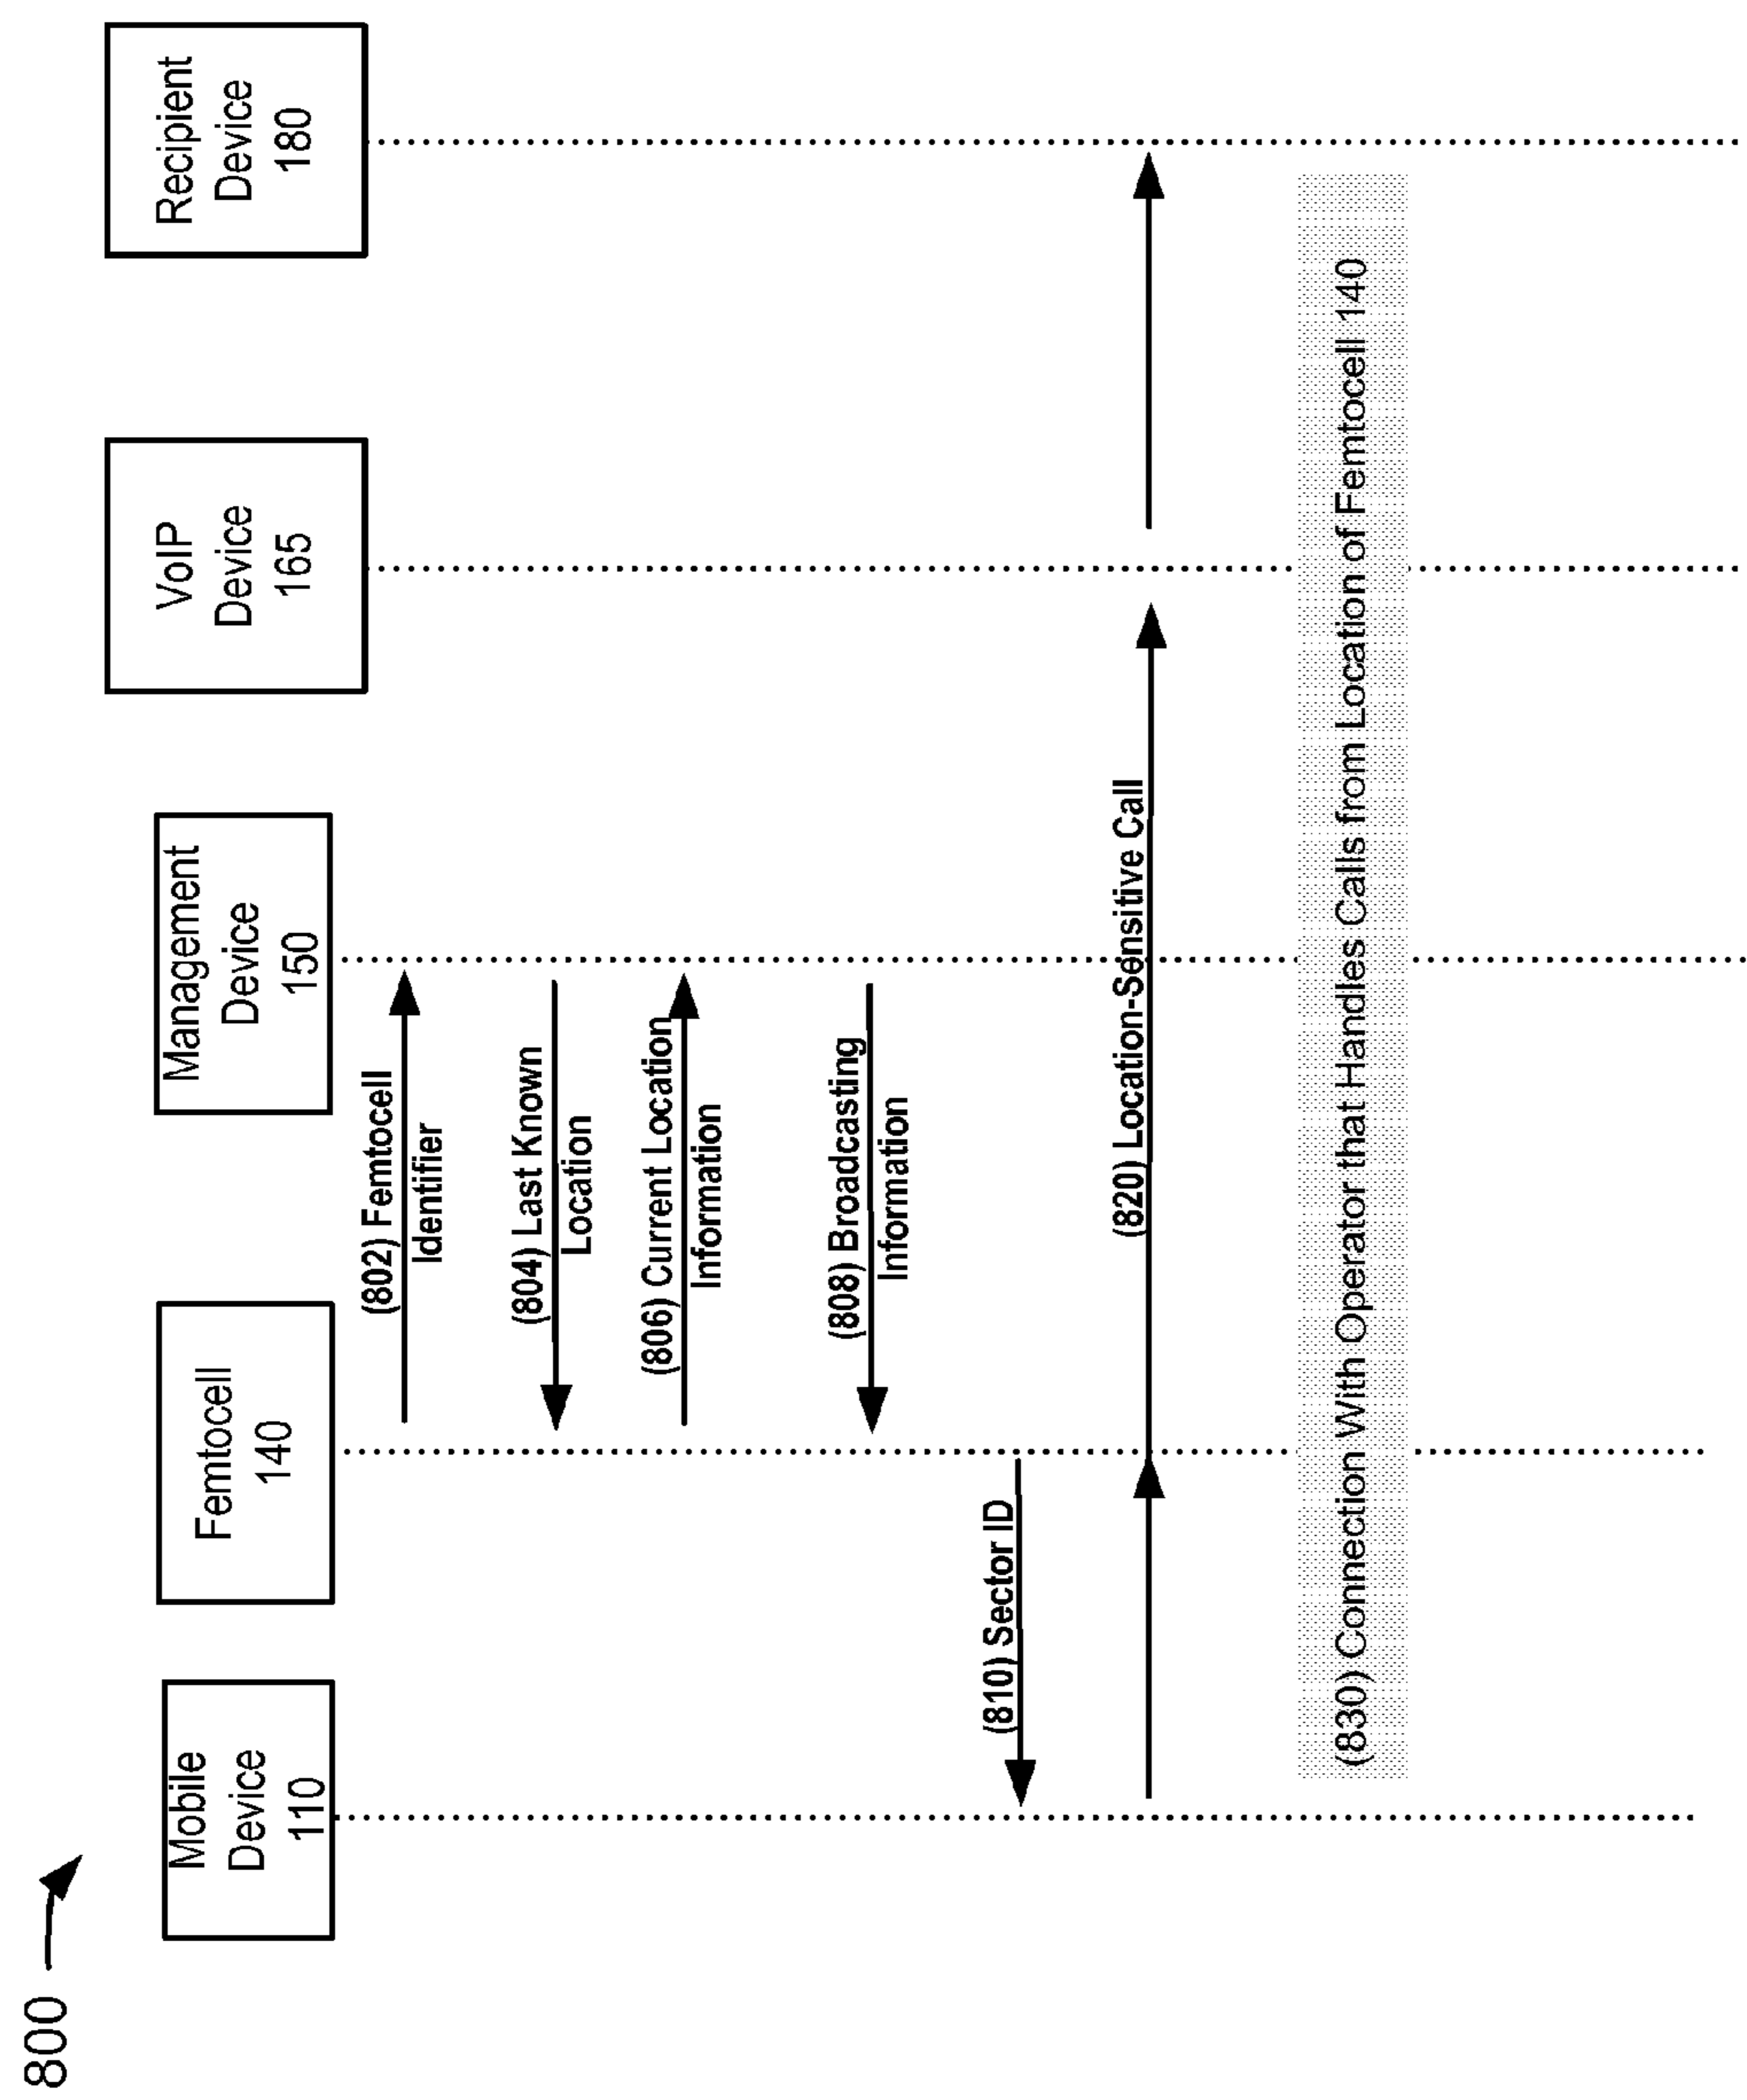 800
Mobile
Device
110
Femtocell
140
Management
Device
150
VoIP
Device
165
Recipient
Device
180
(802) Femtocell
Identifier
(804) Last Known
Location
(806) Current Location
Information
(808) Broadcasting
Information
(810) Sector ID
(820) Location-Sensitive Call
(830) Connection With Operator that Handles Calls from Location of Femtocell 140